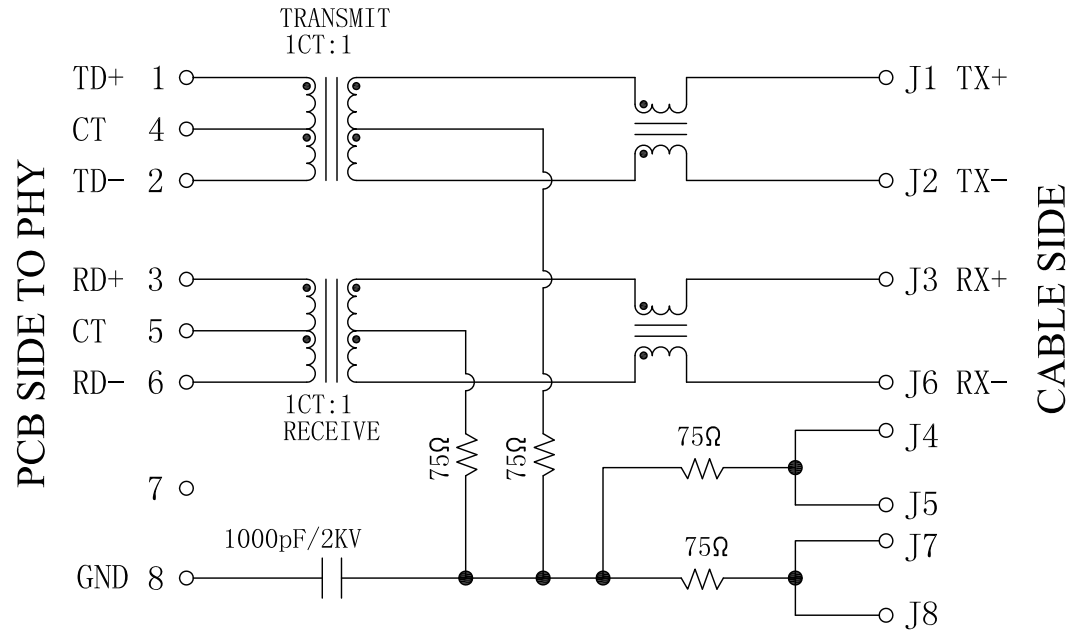 TRANSMIT
1CT:1
TD+ 1
CT 4
TD- 2
J1 TX+
J2 TX-
RD+ 3
CT 5
RD- 6
J3 RX+
J6 RX-
1CT:1
RECEIVE
PCB SIDE TO PHY
CABLE SIDE
75Ω
75Ω
75Ω
J4
J5
7
1000pF/2KV
GND 8
75Ω
J7
J8